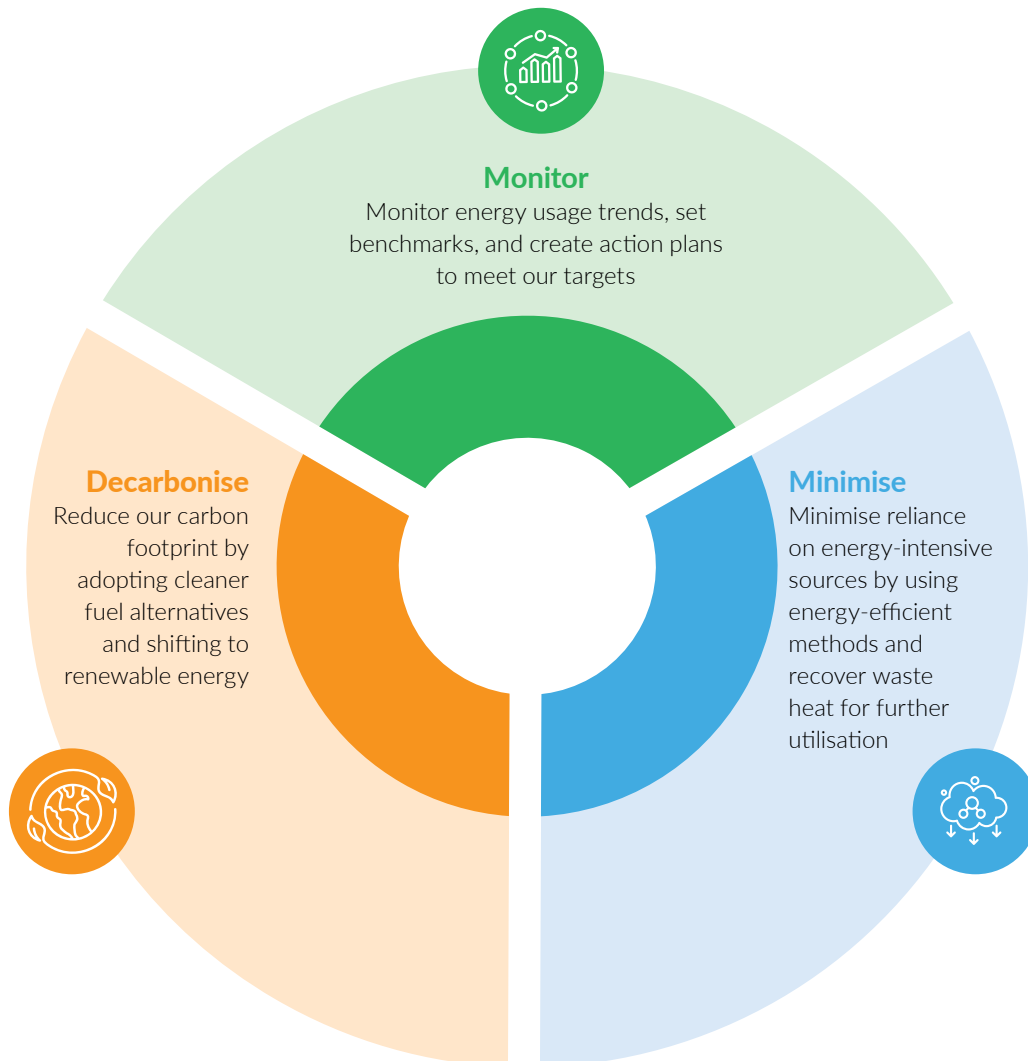 Monitor
Monitor energy usage trends, set
benchmarks, and create action plans
to meet our targets
Decarbonise
Reduce our carbon
footprint by
adopting cleaner
fuel alternatives
and shifting to
renewable energy
Minimise
Minimise reliance
on energy-intensive
sources by using
energy-efficient
methods and
recover waste
heat for further
utilisation